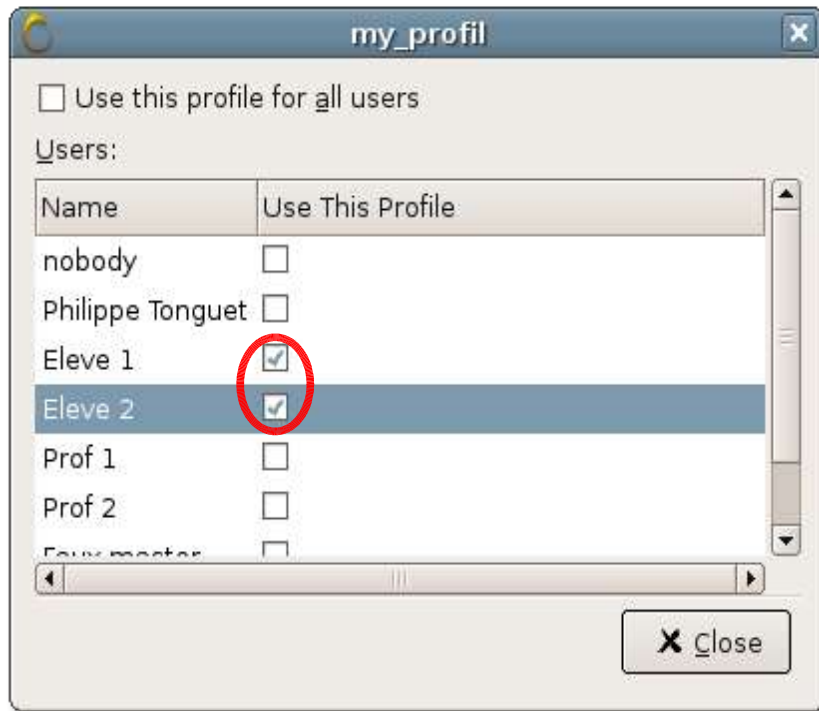 my_profil
Use this profile for all users
Users:
Name Use This Profile
nobody
Philippe Tonguet
Eleve 1
Eleve 2
Prof 1
Prof 2
Close